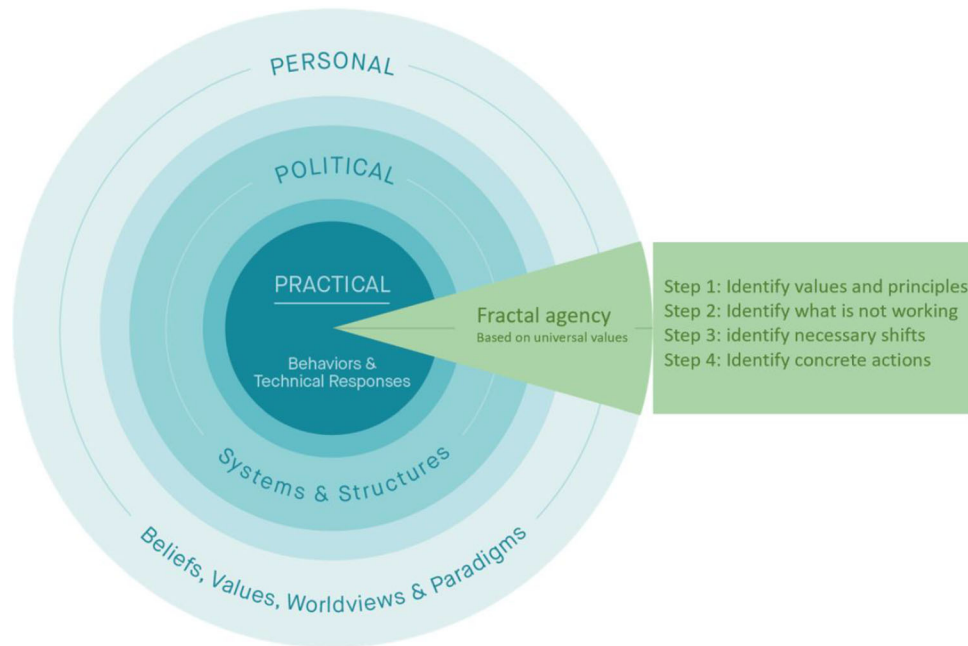 PERSONAL
POLITICAL
PRACTICAL
Behaviors &
Technical Responses
Systems & Structures
Beliefs, Values, Worldviews & Paradigms
Fractal agency
Based on universal values
Step 1: Identify values and principles
Step 2: Identify what is not working
Step 3: identify necessary shifts
Step 4: Identify concrete actions